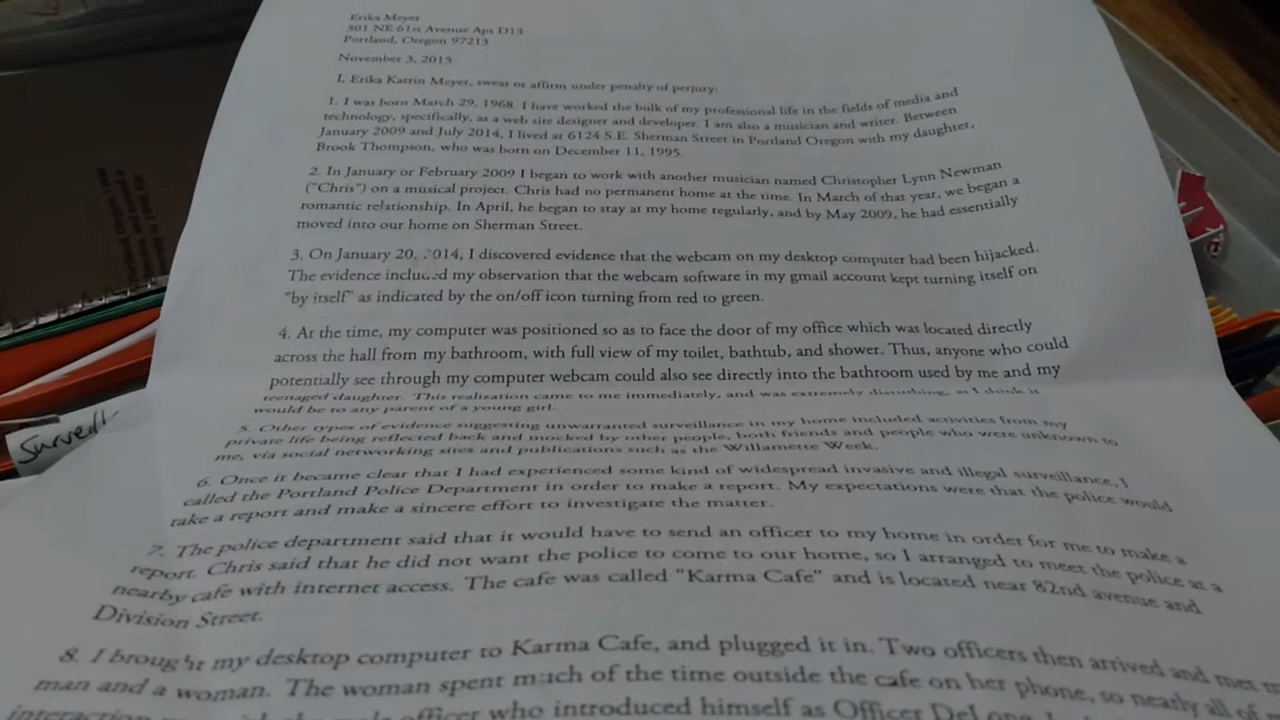 Erika Meyer
301 NE 61st Avenue Apt D13
Portland, Oregon 97213
November 3, 2015
I, Erika Katrin Meyer, swear or affirm under penalty of perjury:
1. I was born March 29, 1968. I have worked the bulk of my professional life in the fields of media and
technology, specifically, as a web site designer and developer. I am also a musician and writer. Between
January 2009 and July 2014, I lived at 6124 S.E. Sherman Street in Portland Oregon with my daughter,
Brook Thompson, who was born on December 11, 1995.
2. In January or February 2009 I began to work with another musician named Christopher Lynn Newman
("Chris") on a musical project. Chris had no permanent home at the time. In March of that year, we began a
romantic relationship. In April, he began to stay at my home regularly, and by May 2009, he had essentially
moved into our home on Sherman Street.
3. On January 20, 2014, I discovered evidence that the webcam on my desktop computer had been hijacked.
The evidence included my observation that the webcam software in my gmail account kept turning itself on
"by itself" as indicated by the on/off icon turning from red to green.
4. At the time, my computer was positioned so as to face the door of my office which was located directly
across the hall from my bathroom, with full view of my toilet, bathtub, and shower. Thus, anyone who could
potentially see through my computer webcam could also see directly into the bathroom used by me and my
teenaged daughter. This realisation came to me immediately, and was extremely disturbing, as I think it
would be to any parent of a young girl.
5. Other types of evidence suggesting unwarranted surveillance in my home included activities from my
private life being reflected back and mocked by other people, both friends and people who were unknown to
me, via social networking sites and publications such as the Willamette Week.
6. Once it became clear that I had experienced some kind of widespread invasive and illegal surveillance, I
called the Portland Police Department in order to make a report. My expectations were that the police would
take a report and make a sincere effort to investigate the matter.
7. The police department said that it would have to send an officer to my home in order for me to make a
report. Chris said that he did not want the police to come to our home, so I arranged to meet the police at a
nearby cafe with internet access. The cafe was called "Karma Cafe" and is located near 82nd avenue and
Division Street.
8. I brought my desktop computer to Karma Cafe, and plugged it in. Two officers then arrived and met
man and a woman. The woman spent much of the time outside the cafe on her phone, so nearly all of
interaction officer who introduced himself as Officer DeLong
Surveil